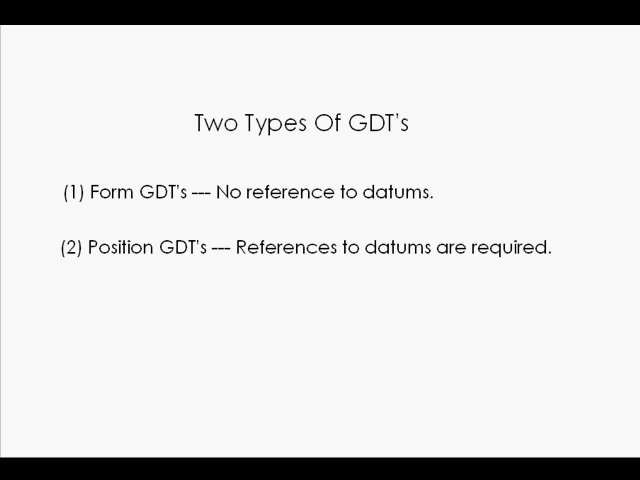 Two Types Of GDT's
(1) Form GDT's --- No reference to datums.
(2) Position GDT's --- References to datums are required.